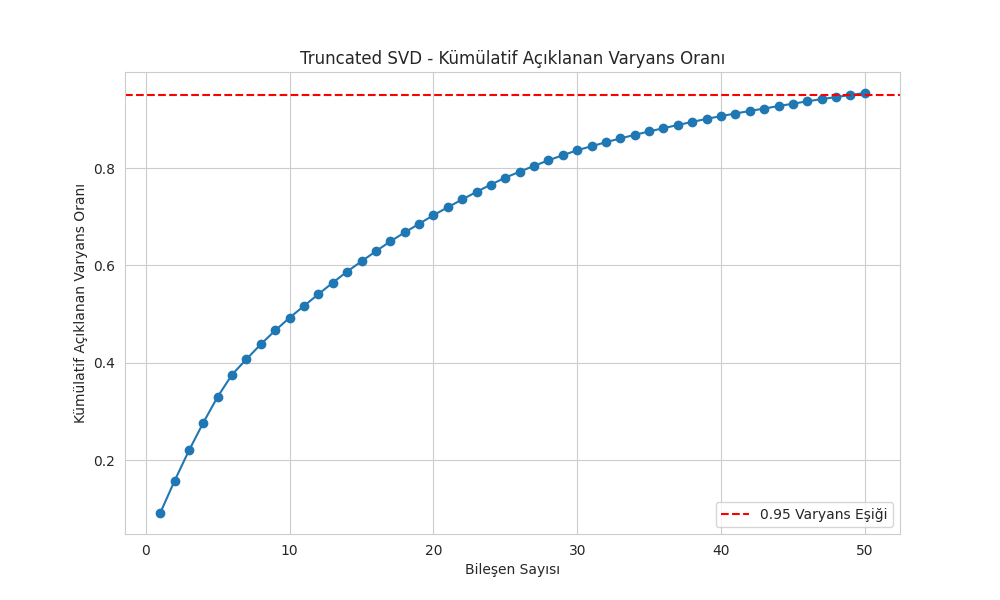 Truncated SVD - Kümülatif Açıklanan Varyans Oranı
Kümülatif Açıklanan Varyans Oranı
0.8
0.6
0.4
0.2
0.95 Varyans Eşiği
0 10 20 30 40 50
Bileşen Sayısı